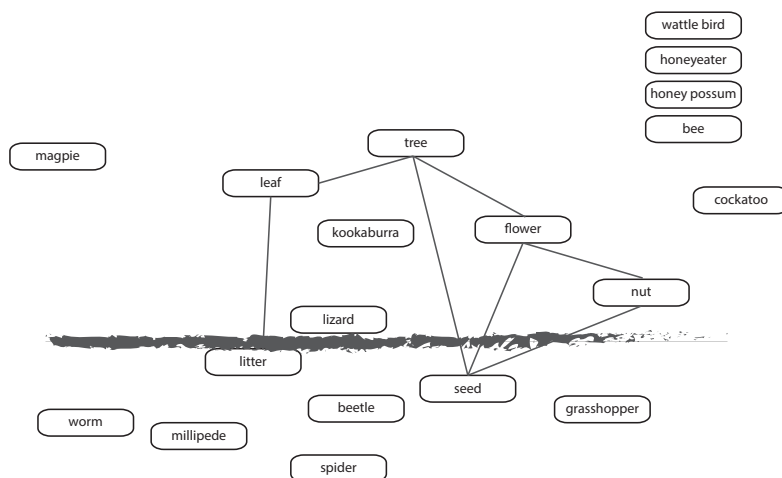 wattle bird
honeyeater
honey possum
bee
tree
magpie
leaf
cockatoo
kookaburra
flower
nut
lizard
litter
seed
beetle
grasshopper
worm
millipede
spider